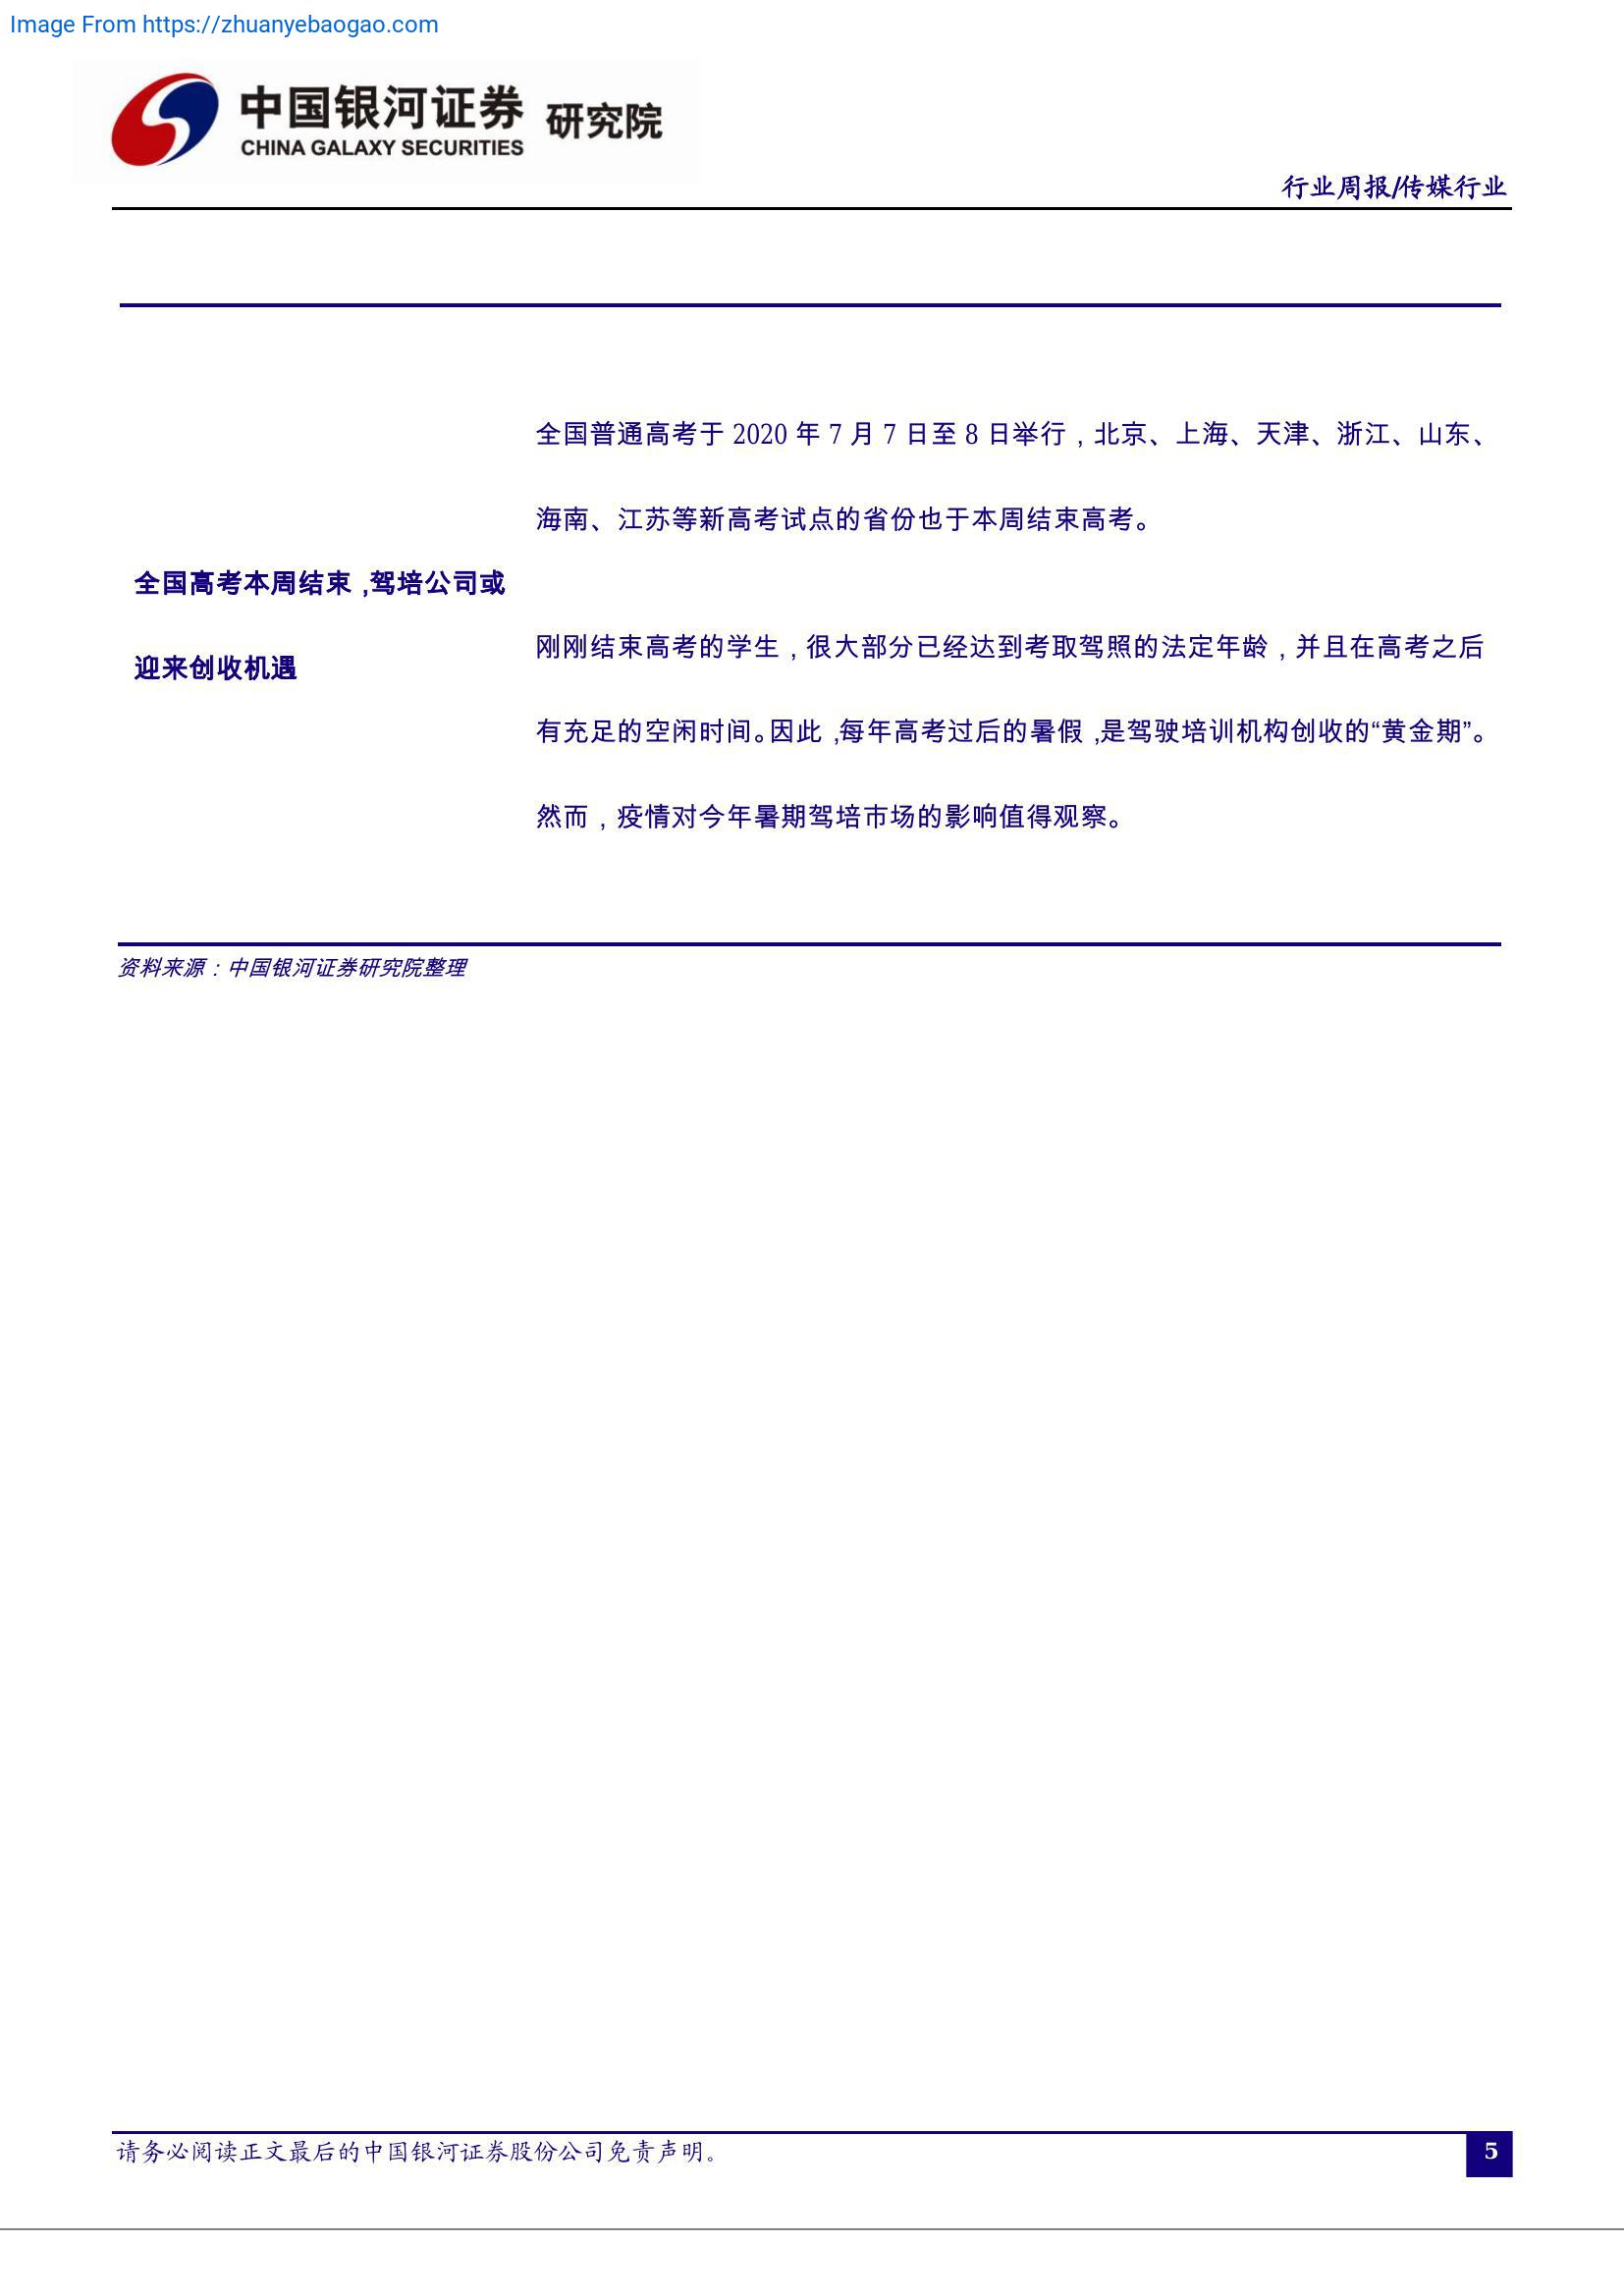 Image From https://zhuanyebaogao.com
中国银河证券 研究院
CHINA GALAXY SECURITIES
行业周报/传媒行业
全国高考本周结束,驾培公司或
迎来创收机遇
全国普通高考于 2020 年 7 月 7 日至 8 日举行，北京、上海、天津、浙江、山东、
海南、江苏等新高考试点的省份也于本周结束高考。
刚刚结束高考的学生，很大部分已经达到考取驾照的法定年龄，并且在高考之后
有充足的空闲时间。因此,每年高考过后的暑假,是驾驶培训机构创收的“黄金期”。
然而，疫情对今年暑期驾培市场的影响值得观察。
资料来源：中国银河证券研究院整理
请务必阅读正文最后的中国银河证券股份公司免责声明。
5